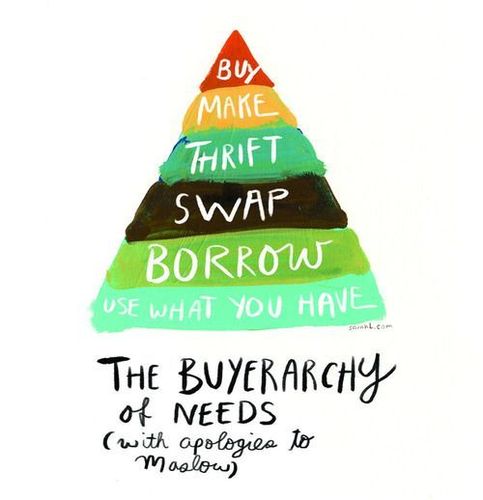 BUY
MAKE
THRIFT
SWAP
BORROW
USE WHAT YOU HAVE
sarahL.com
THE BUYERARCHY
of NEEDS
(with apologies to
Maslow)